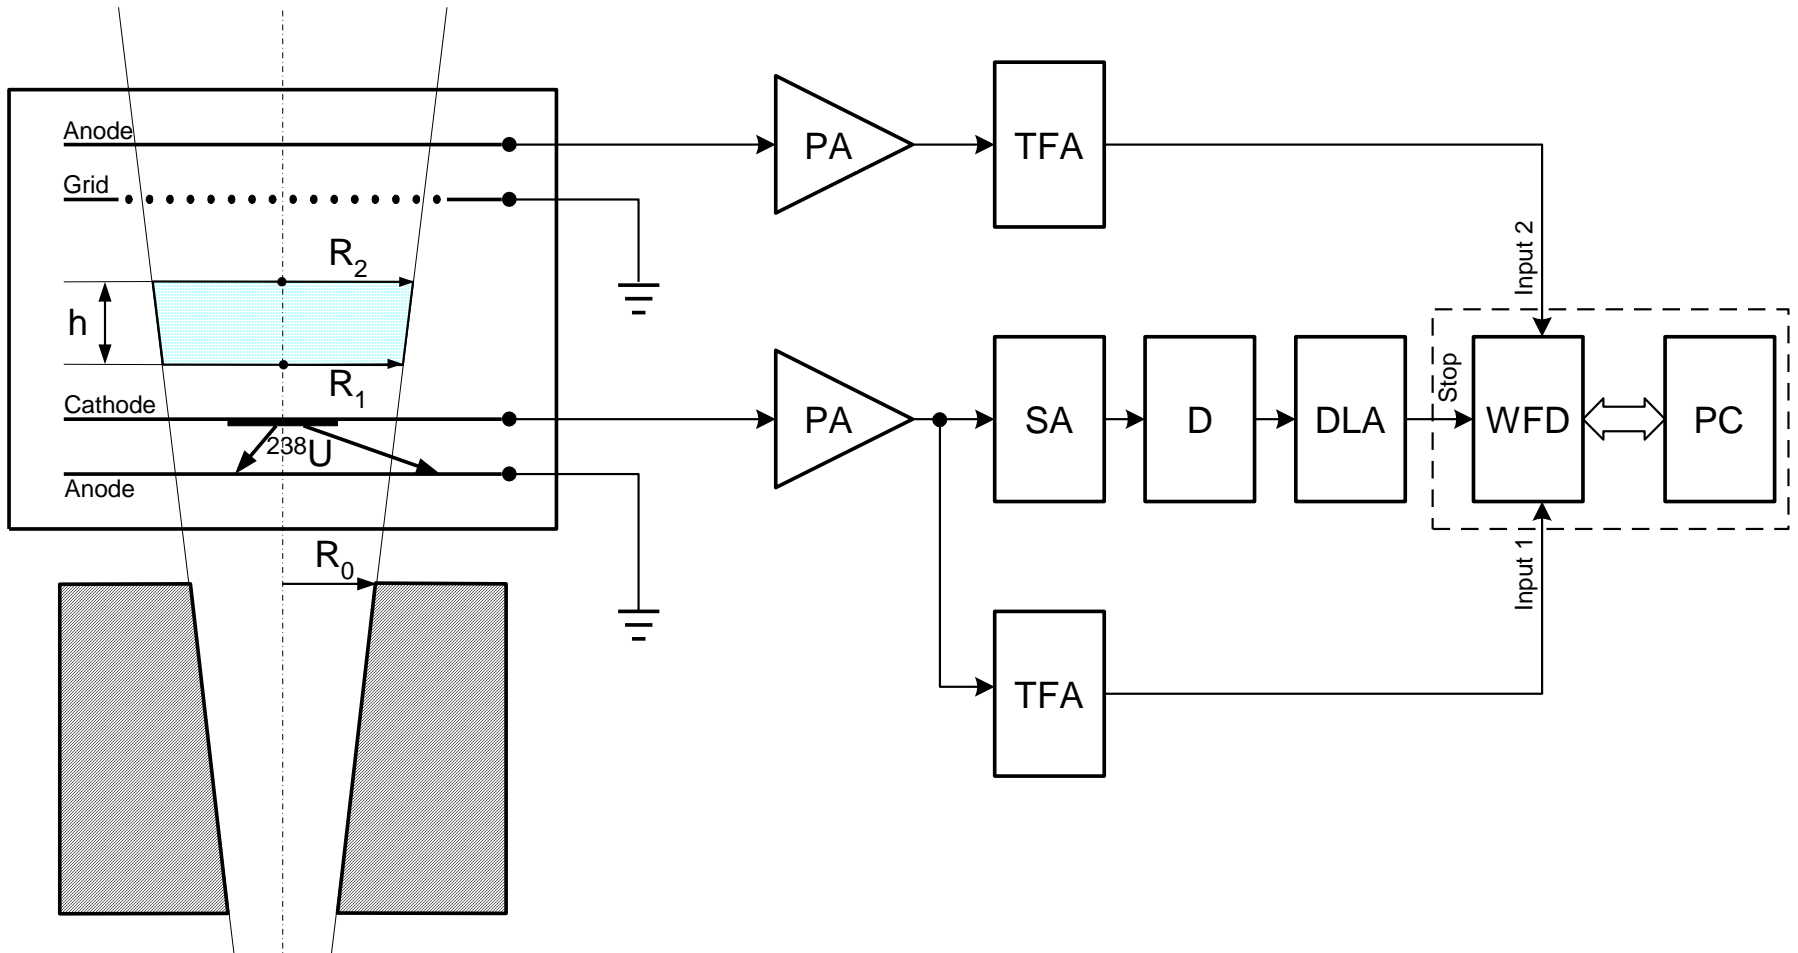 Anode
PA
TFA
Grid
Input 2
R2
h
R1
Stop
Cathode
PA
SA
D
DLA
WFD
PC
238U
Anode
R0
Input 1
TFA